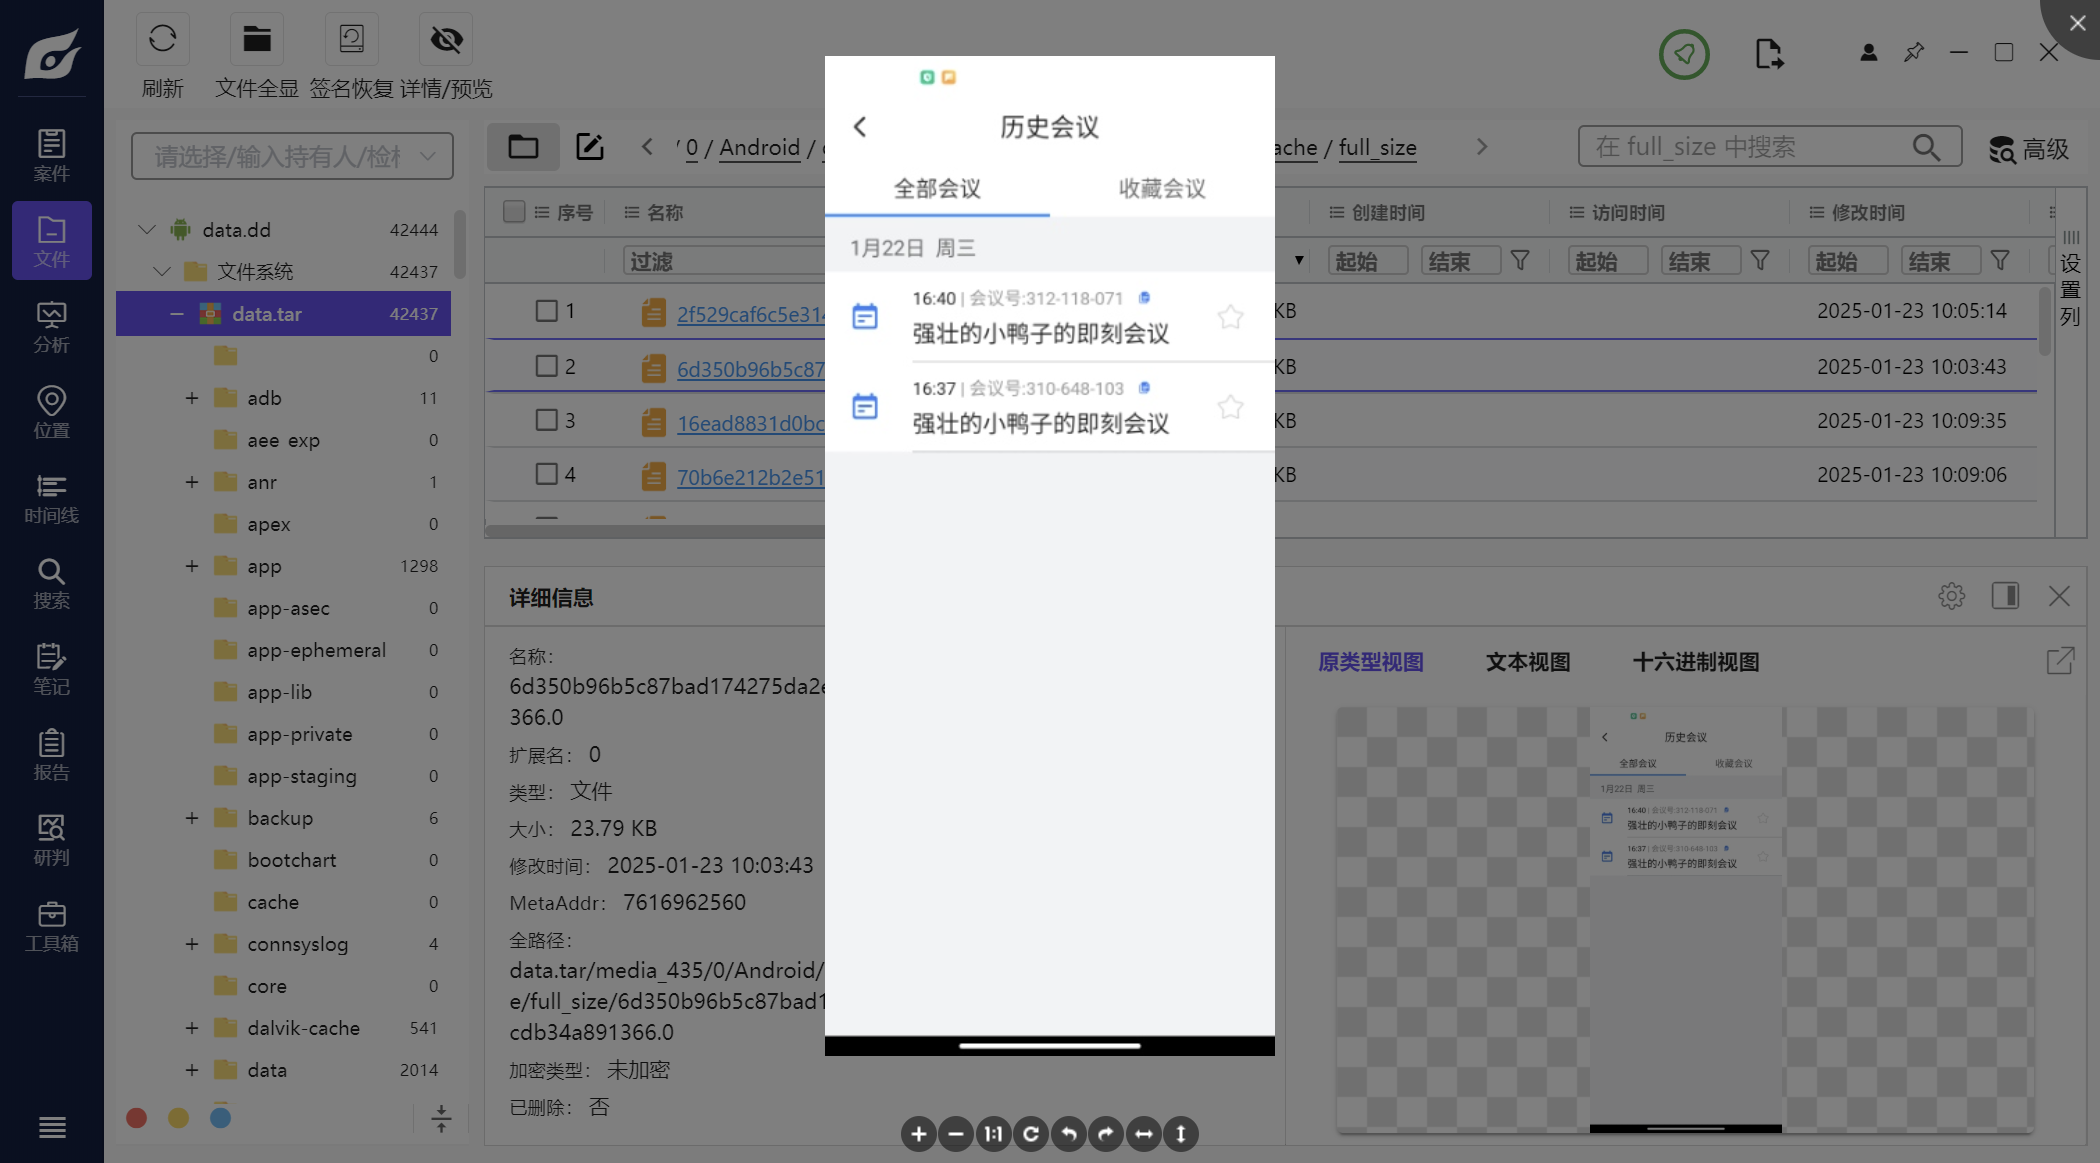 刷新
文件全显
签名恢复
详情/预览
案件
文件
分析
位置
时间线
搜索
笔记
报告
研判
工具箱
请选择/输入持有人/检
data.dd 42444
文件系统 42437
data.tar 42437
0
adb 11
aee exp 0
anr 1
apex 0
app 1298
app-asec 0
app-ephemeral 0
app-lib 0
app-private 0
app-staging 0
backup 6
bootchart 0
cache 0
connsyslog 4
core 0
dalvik-cache 541
data 2014
/ 0 / Android /
ache / full_size
在 full_size 中搜索
高级
序号 名称 创建时间 访问时间 修改时间
过滤 起始 结束 起始 结束 起始 结束
设置列
1 2f529caf6c5e314 KB 2025-01-23 10:05:14
2 6d350b96b5c87 KB 2025-01-23 10:03:43
3 16ead8831d0bc KB 2025-01-23 10:09:35
4 70b6e212b2e51 KB 2025-01-23 10:09:06
详细信息
名称:
6d350b96b5c87bad174275da2e
366.0
扩展名: 0
类型: 文件
大小: 23.79 KB
修改时间: 2025-01-23 10:03:43
MetaAddr: 7616962560
全路径:
data.tar/media_435/0/Android/
e/full_size/6d350b96b5c87bad1
cdb34a891366.0
加密类型: 未加密
已删除: 否
历史会议
全部会议 收藏会议
1月22日 周三
16:40 | 会议号:312-118-071
强壮的小鸭子的即刻会议
16:37 | 会议号:310-648-103
强壮的小鸭子的即刻会议
1:1
原类型视图 文本视图 十六进制视图
历史会议
全部会议 收藏会议
1月22日 周三
16:40 | 会议号:312-118-071
强壮的小鸭子的即刻会议
16:37 | 会议号:310-648-103
强壮的小鸭子的即刻会议